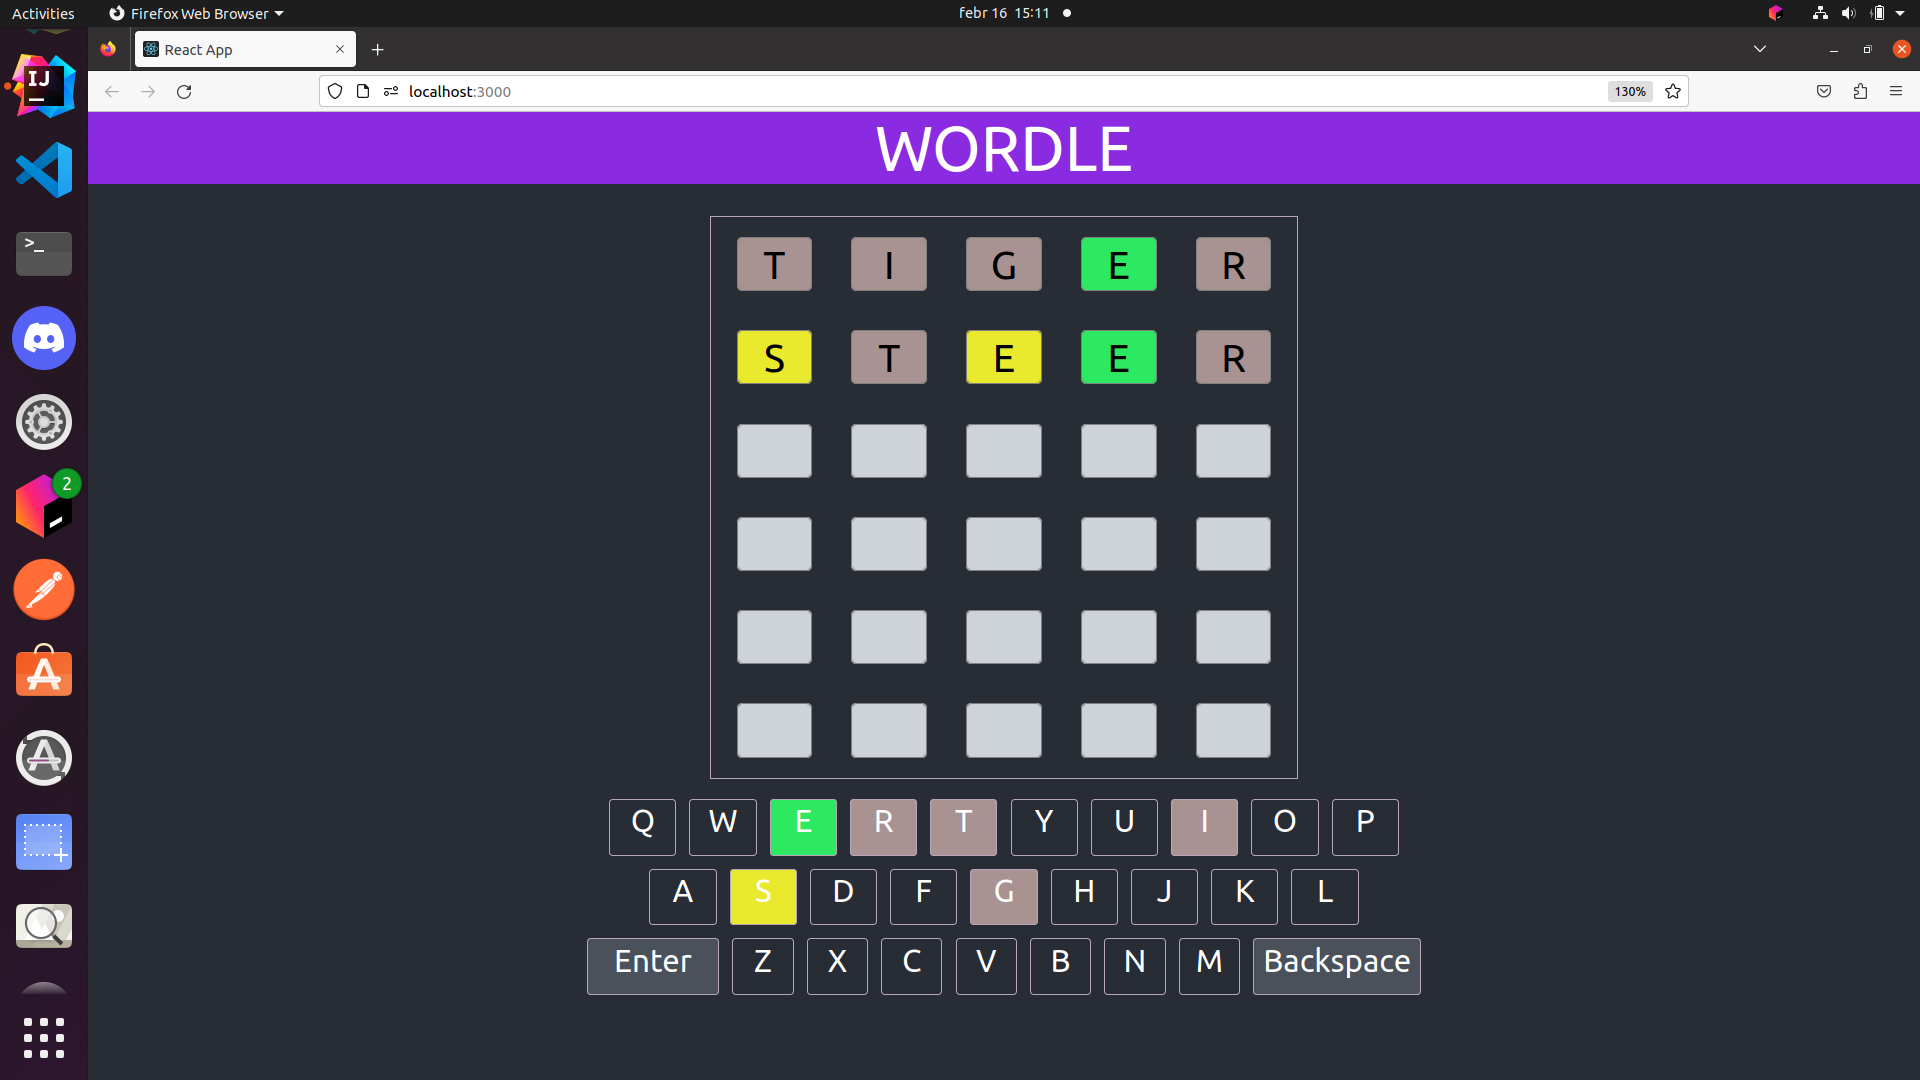 Activities Firefox Web Browser febr 16 15:11
React App
localhost:3000 130%
WORDLE
T I G E R
S T E E R
Q W E R T Y U I O P
A S D F G H J K L
Enter Z X C V B N M Backspace
IJ
>_
2